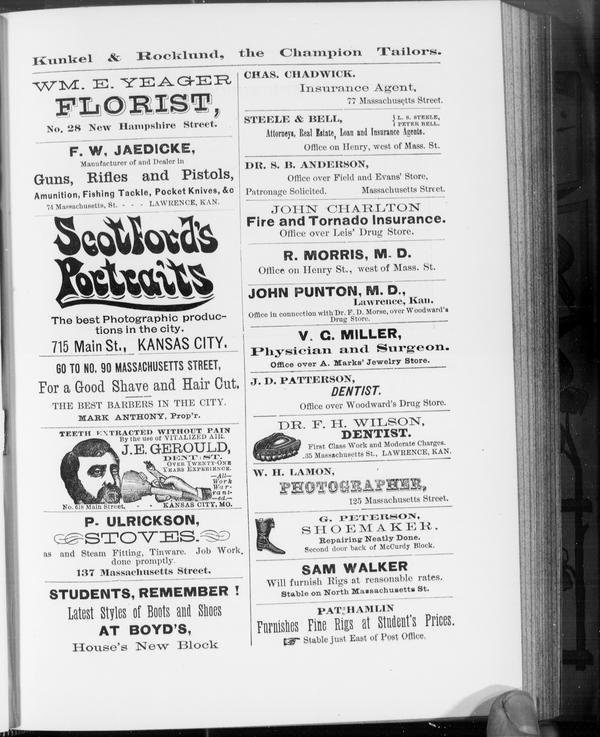 Kunkel & Rocklund, the Champion Tailors.
WM. E. YEAGER
FLORIST,
No. 28 New Hampshire Street.
F. W. JAEDICKE,
Manufacturer of and Dealer in
Guns, Rifles and Pistols,
Amunition, Fishing Tackle, Pocket Knives, &c
74 Massachusetts, St. - - - LAWRENCE, KAN.
Scotford's
Portraits
The best Photographic produc-
tions in the city.
715 Main St., KANSAS CITY.
GO TO NO. 90 MASSACHUSETTS STREET,
For a Good Shave and Hair Cut,
THE BEST BARBERS IN THE CITY.
MARK ANTHONY, Prop'r.
TEETH EXTRACTED WITHOUT PAIN
By the use of VITALIZED AIR.
J. E. GEROULD,
DENTIST.
OVER TWENTY-ONE
YEARS EXPERIENCE.
—All—
Work
War-
rant-
—ed.—
No. 618 Main Street, - - KANSAS CITY, MO.
P. ULRICKSON,
STOVES.
as and Steam Fitting, Tinware. Job Work,
done promptly.
137 Massachusetts Street.
STUDENTS, REMEMBER !
Latest Styles of Boots and Shoes
AT BOYD'S,
House's New Block
CHAS. CHADWICK.
Insurance Agent,
77 Massachusetts Street.
STEELE & BELL, { L. S. STEELE,
{ PETER BELL.
Attorneys, Real Estate, Loan and Insurance Agents.
Office on Henry, west of Mass. St.
DR. S. B. ANDERSON,
Office over Field and Evans' Store,
Patronage Solicited. Massachusetts Street.
JOHN CHARLTON
Fire and Tornado Insurance.
Office over Leis' Drug Store.
R. MORRIS, M. D.
Office on Henry St., west of Mass. St.
JOHN PUNTON, M. D.,
Lawrence, Kan.
Office in connection with Dr. F. D. Morse, over Woodward's
Drug Store.
V. G. MILLER,
Physician and Surgeon.
Office over A. Marks' Jewelry Store.
J. D. PATTERSON,
DENTIST.
Office over Woodward's Drug Store.
DR. F. H. WILSON,
DENTIST.
First Class Work and Moderate Charges.
.35 Massachusetts St., LAWRENCE, KAN.
W. H. LAMON,
PHOTOGRAPHER,
125 Massachusetts Street.
G. PETERSON,
SHOEMAKER.
Repairing Neatly Done.
Second door back of McCurdy Block.
SAM WALKER
Will furnish Rigs at reasonable rates.
Stable on North Massachusetts St.
PAT. HAMLIN
Furnishes Fine Rigs at Student's Prices.
Stable just East of Post Office.